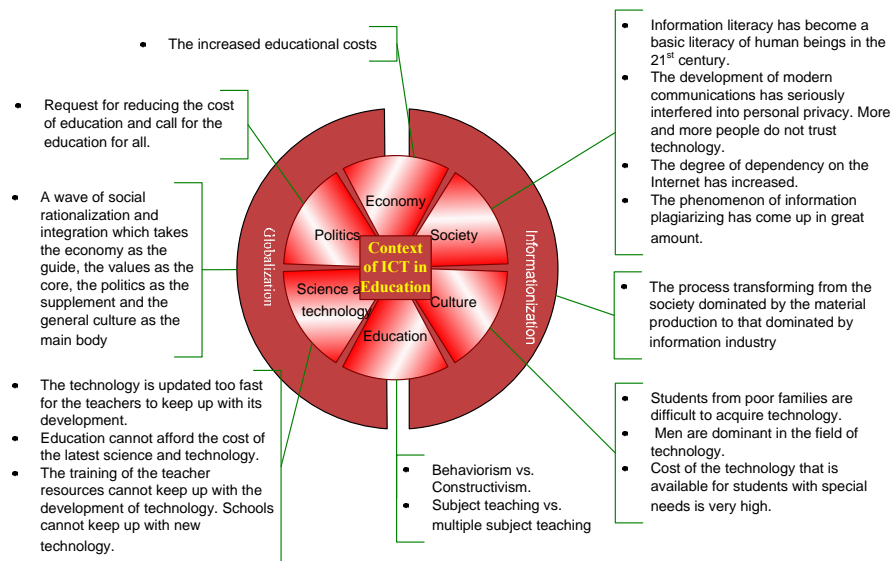 The increased educational costs
Request for reducing the cost
of education and call for the
education for all.
A wave of social
rationalization and
integration which takes
the economy as the
guide, the values as the
core, the politics as the
supplement and the
general culture as the
main body
The technology is updated too fast
for the teachers to keep up with its
development.
Education cannot afford the cost of
the latest science and technology.
The training of the teacher
resources cannot keep up with the
development of technology. Schools
cannot keep up with new
technology.
Globalization
Economy
Politics
Society
Context
of ICT in
Education
Science a
technology
Culture
Education
Informationization
Behaviorism vs.
Constructivism.
Subject teaching vs.
multiple subject teaching
Information literacy has become a
basic literacy of human beings in the
21st century.
The development of modern
communications has seriously
interfered into personal privacy. More
and more people do not trust
technology.
The degree of dependency on the
Internet has increased.
The phenomenon of information
plagiarizing has come up in great
amount.
The process transforming from the
society dominated by the material
production to that dominated by
information industry
Students from poor families are
difficult to acquire technology.
Men are dominant in the field of
technology.
Cost of the technology that is
available for students with special
needs is very high.